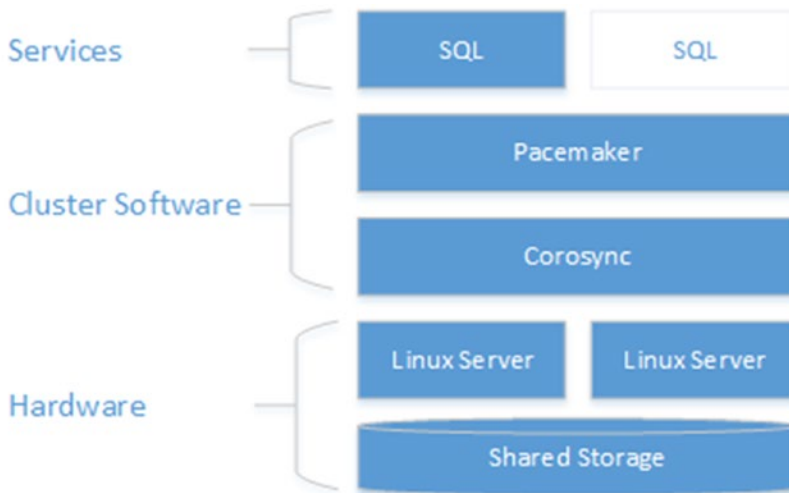 Services
SQL
SQL
Cluster Software
Pacemaker
Corosync
Hardware
Linux Server
Linux Server
Shared Storage